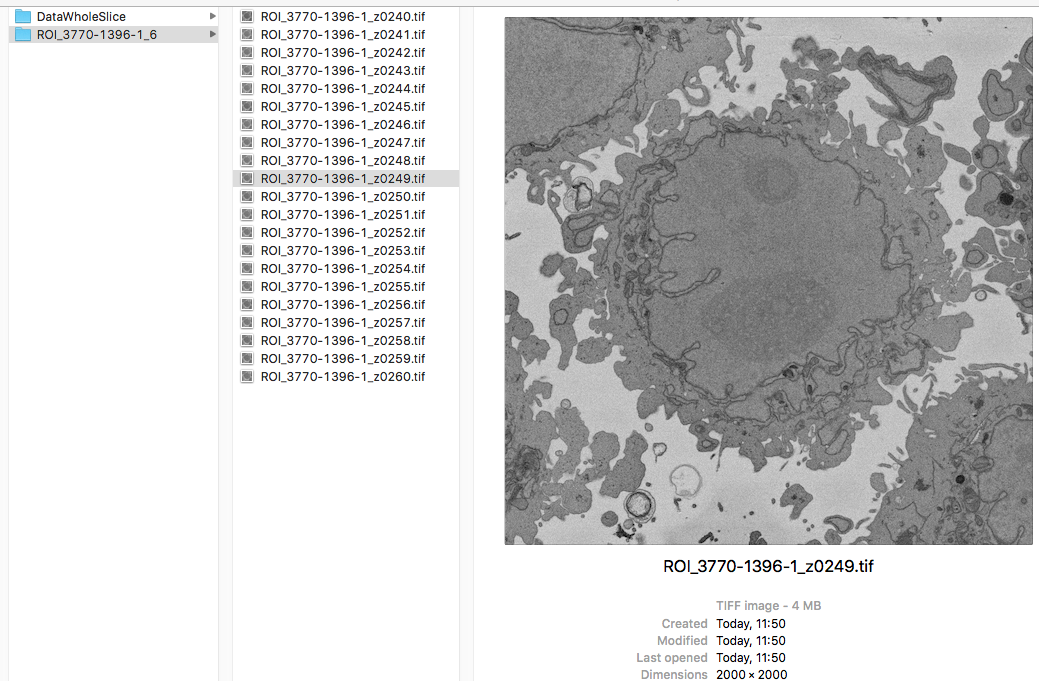 DataWholeSlice
ROI_3770-1396-1_6
ROI_3770-1396-1_z0240.tif
ROI_3770-1396-1_z0241.tif
ROI_3770-1396-1_z0242.tif
ROI_3770-1396-1_z0243.tif
ROI_3770-1396-1_z0244.tif
ROI_3770-1396-1_z0245.tif
ROI_3770-1396-1_z0246.tif
ROI_3770-1396-1_z0247.tif
ROI_3770-1396-1_z0248.tif
ROI_3770-1396-1_z0249.tif
ROI_3770-1396-1_z0250.tif
ROI_3770-1396-1_z0251.tif
ROI_3770-1396-1_z0252.tif
ROI_3770-1396-1_z0253.tif
ROI_3770-1396-1_z0254.tif
ROI_3770-1396-1_z0255.tif
ROI_3770-1396-1_z0256.tif
ROI_3770-1396-1_z0257.tif
ROI_3770-1396-1_z0258.tif
ROI_3770-1396-1_z0259.tif
ROI_3770-1396-1_z0260.tif
ROI_3770-1396-1_z0249.tif
TIFF image - 4 MB
Created Today, 11:50
Modified Today, 11:50
Last opened Today, 11:50
Dimensions 2000 × 2000